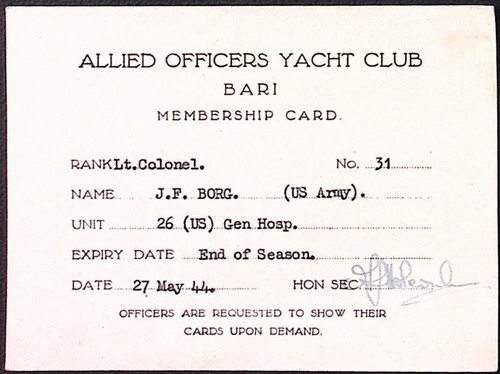 ALLIED OFFICERS YACHT CLUB
BARI
MEMBERSHIP CARD.
RANK Lt.Colonel. No. 31
NAME J.F. BORG. (US Army).
UNIT 26 (US) Gen Hosp.
EXPIRY DATE End of Season.
DATE 27 May 44. HON SEC.
OFFICERS ARE REQUESTED TO SHOW THEIR
CARDS UPON DEMAND.